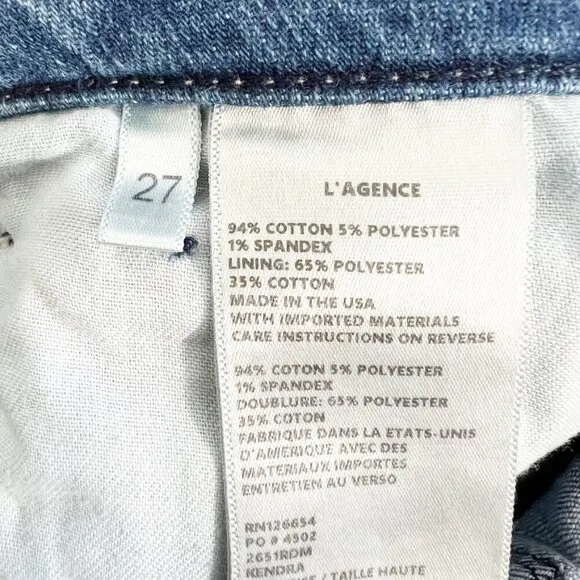 27
L'AGENCE
94% COTTON 5% POLYESTER
1% SPANDEX
LINING: 65% POLYESTER
35% COTTON
MADE IN THE USA
WITH IMPORTED MATERIALS
CARE INSTRUCTIONS ON REVERSE
94% COTON 5% POLYESTER
1% SPANDEX
DOUBLURE: 65% POLYESTER
35% COTON
FABRIQUE DANS LA ETATS-UNIS
D'AMERIQUE AVEC DES
MATERIAUX IMPORTES
ENTRETIEN AU VERSO
RN126654
PO # 4502
2651RDM
KENDRA
/ TAILLE HAUTE